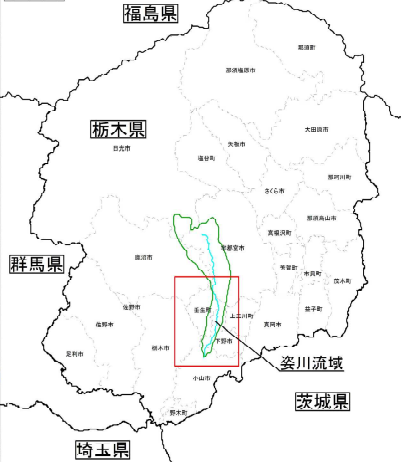 福島県
那須町
那須塩原市
栃木県
大田原市
日光市
矢板市
塩谷町
那珂川町
さくら市
那須烏山市
宇都宮市
高根沢町
鹿沼市
群馬県
芳賀町
市貝町
茂木町
佐野市
壬生町
上三川町
益子町
真岡市
佐野市
下野市
栃木市
足利市
姿川流域
小山市
茨城県
野木町
埼玉県